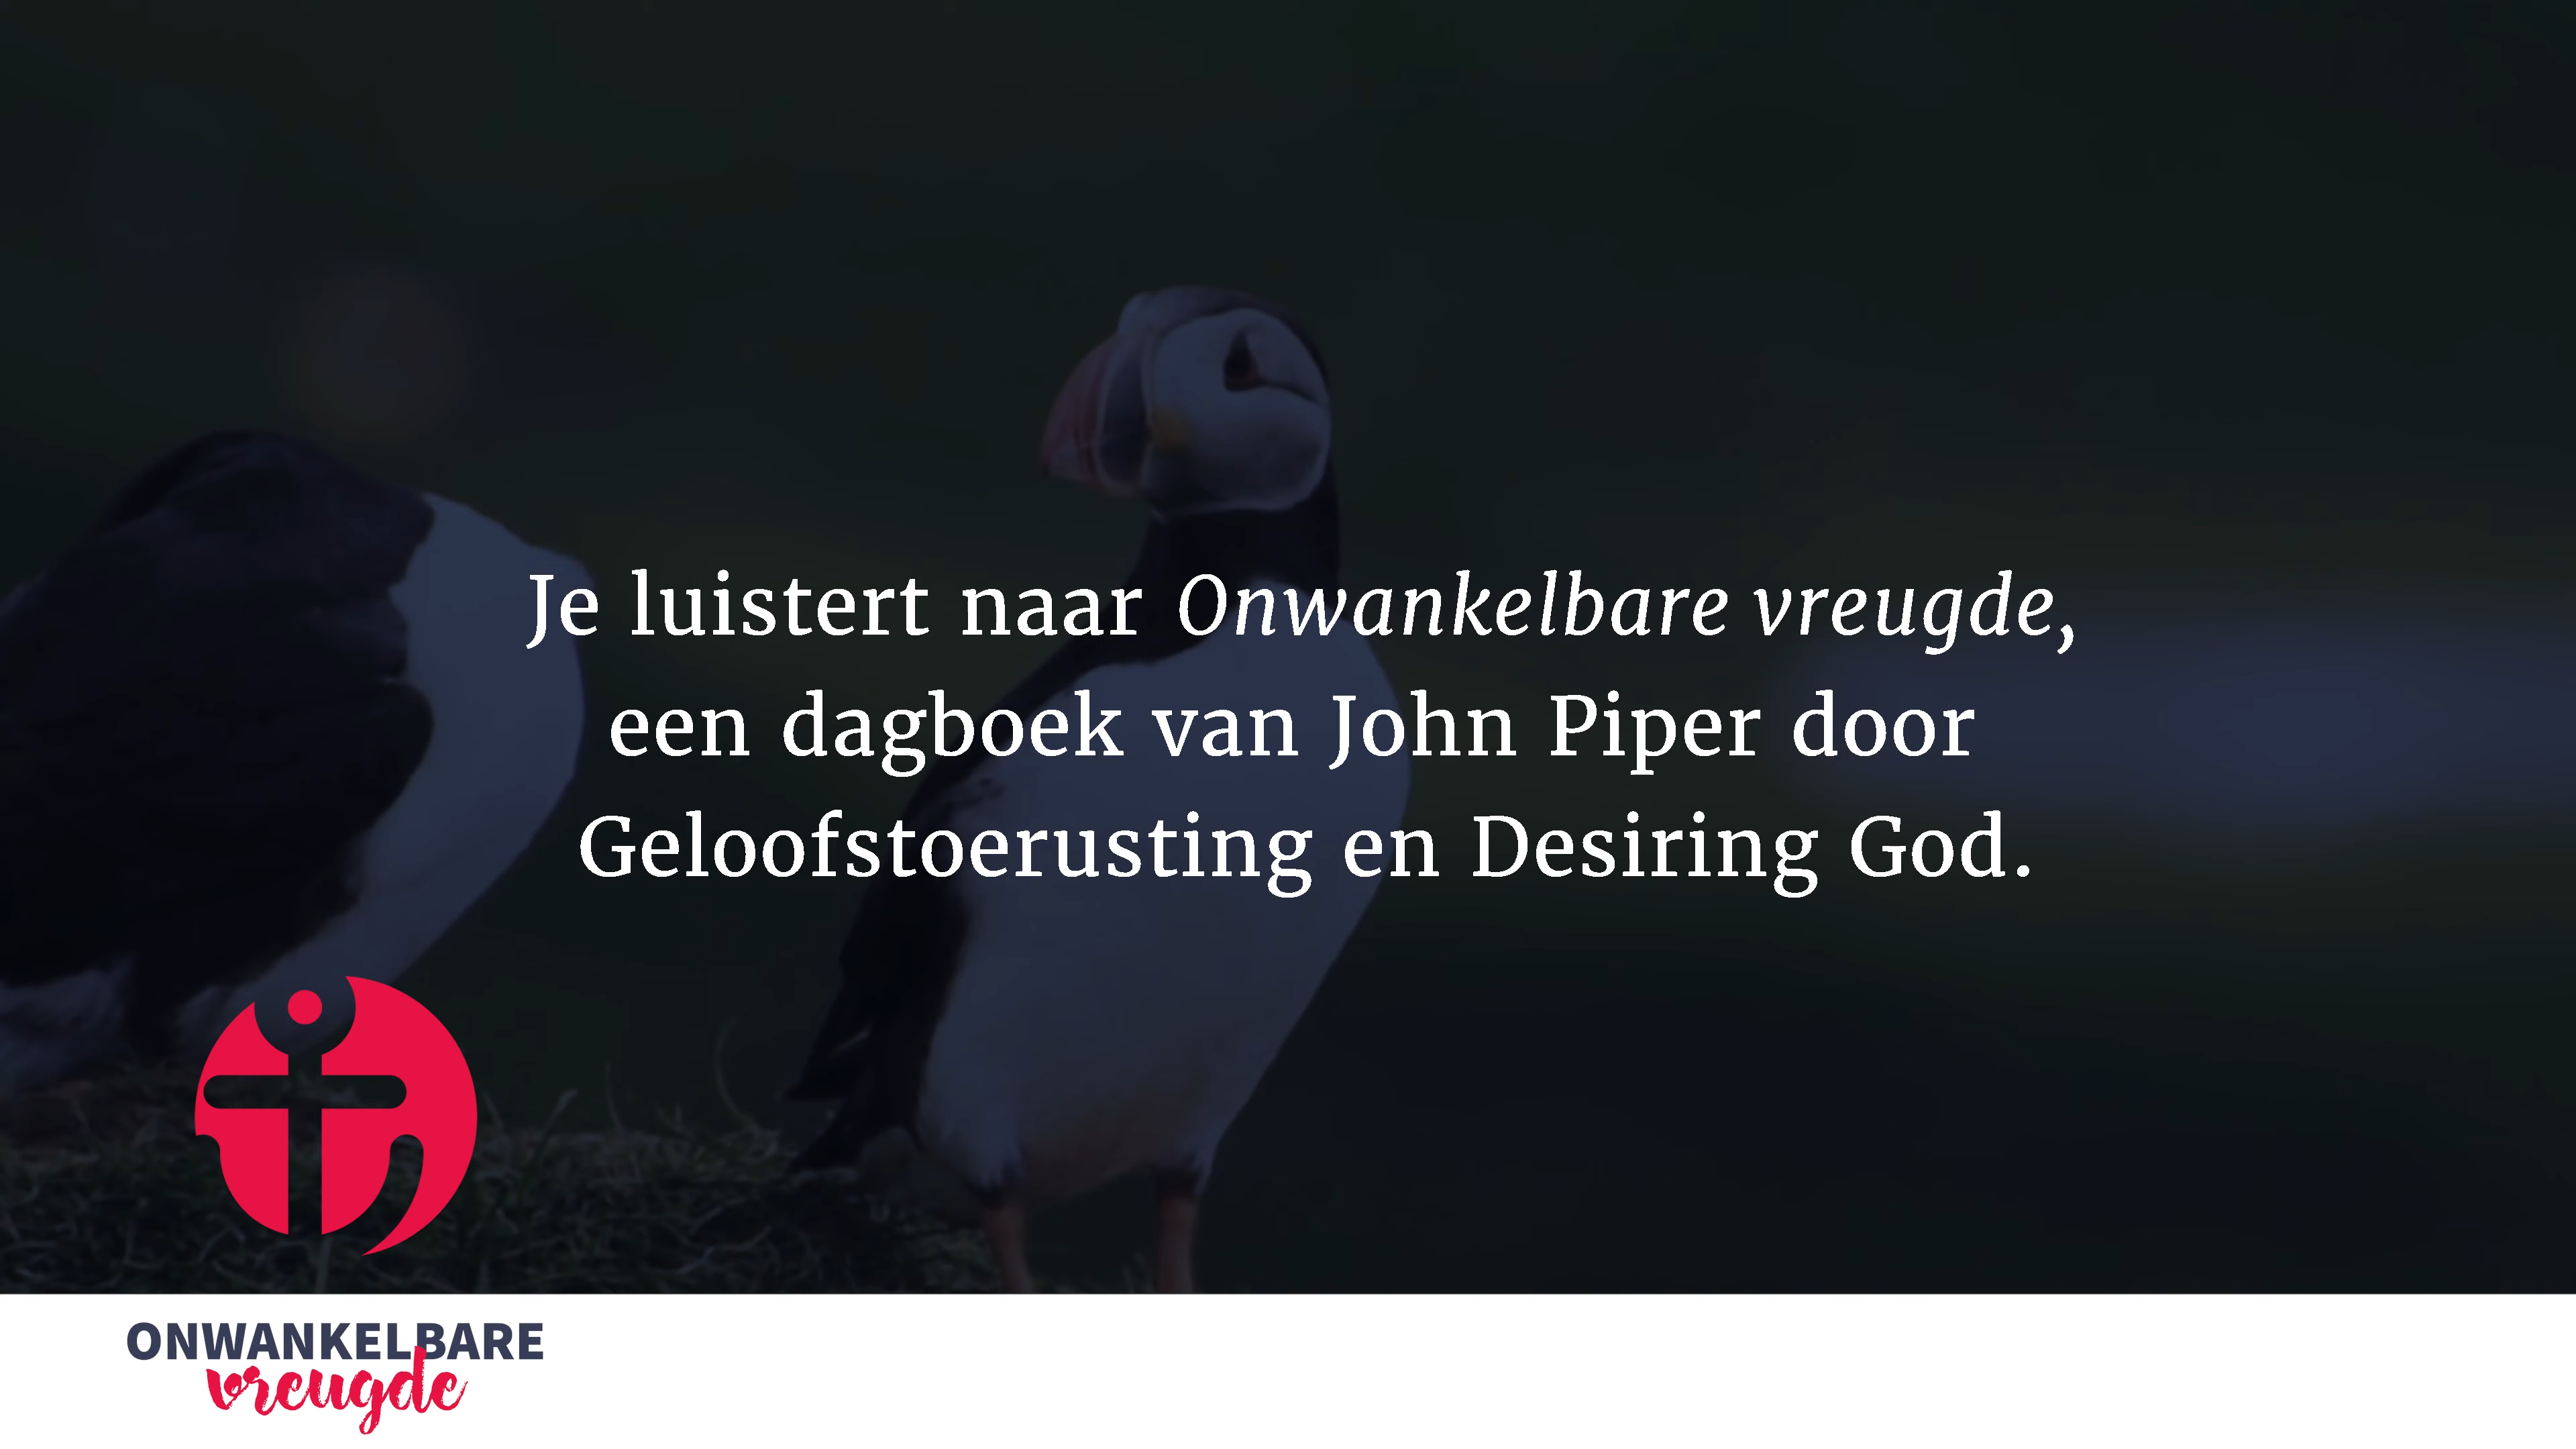 Je luistert naar Onwankelbare vreugde,
een dagboek van John Piper door
Geloofstoerusting en Desiring God.
ONWANKELBARE
vreugde